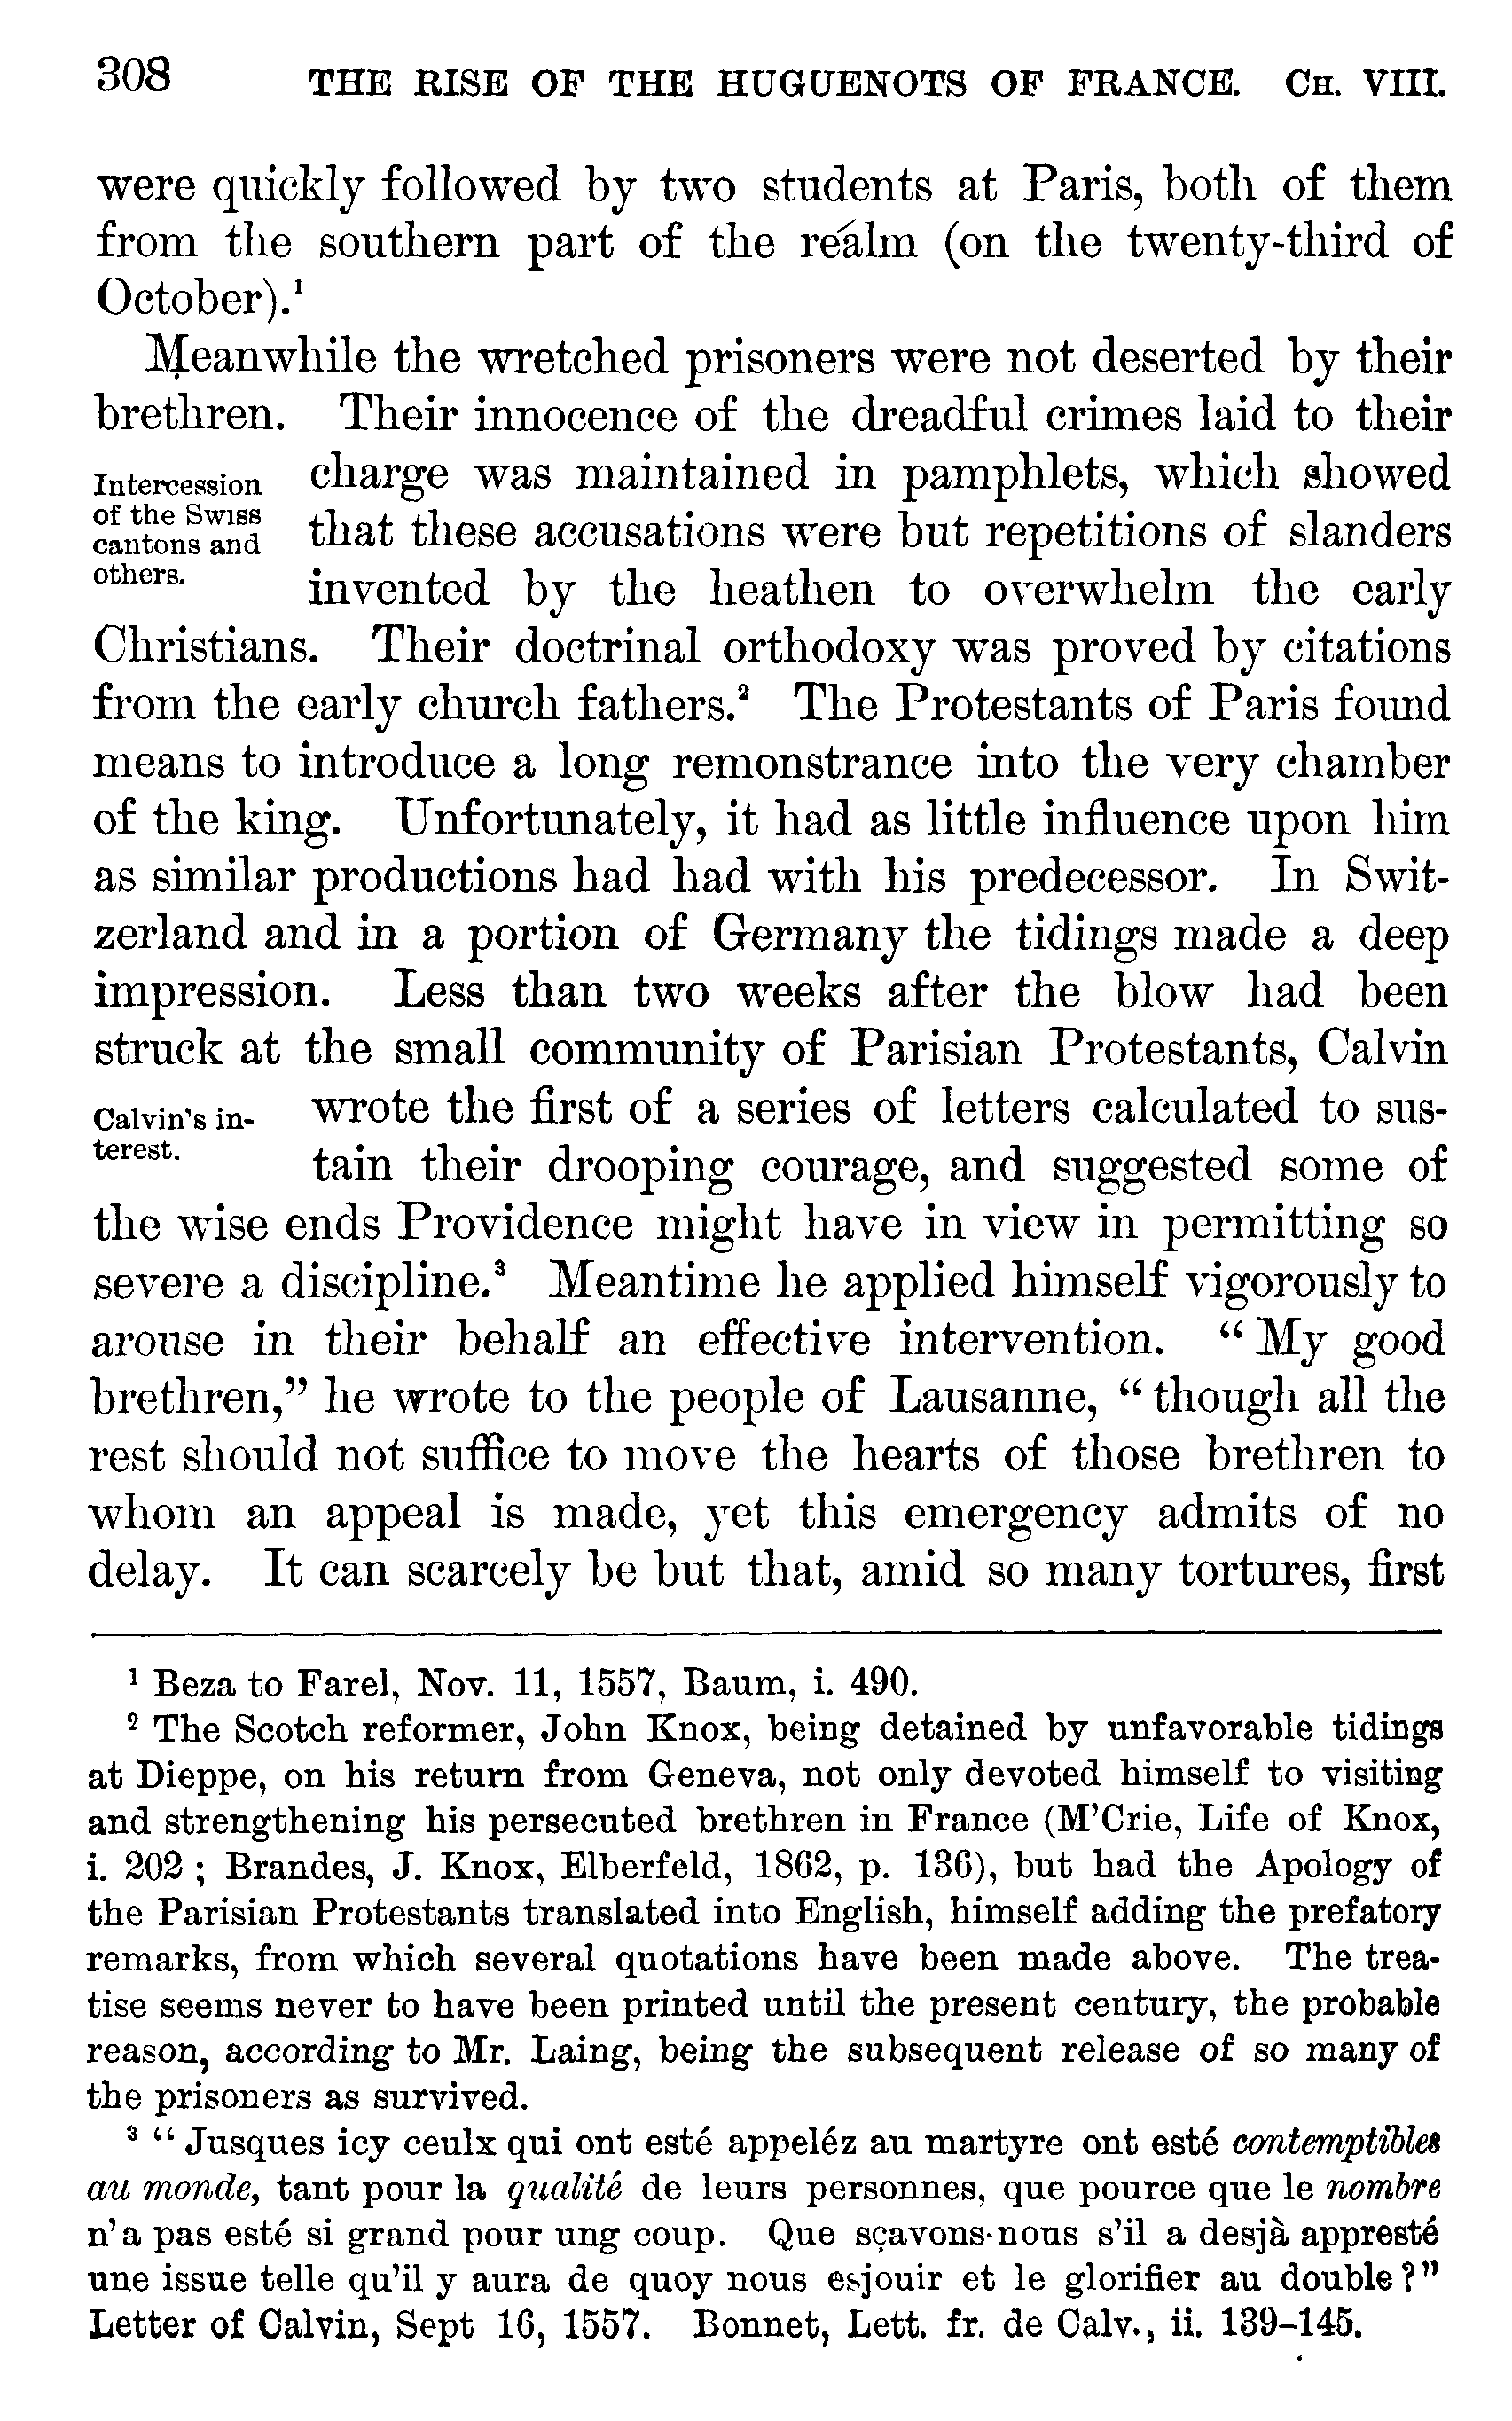 308 THE RISE OF THE HUGUENOTS OF FRANCE. CH. VIII.
were quickly followed by two students at Paris, both of them
from the southern part of the realm (on the twenty-third of
October).¹
Meanwhile the wretched prisoners were not deserted by their
brethren. Their innocence of the dreadful crimes laid to their
Intercession
of the Swiss
cantons and
others.
charge was maintained in pamphlets, which showed
that these accusations were but repetitions of slanders
invented by the heathen to overwhelm the early
Christians. Their doctrinal orthodoxy was proved by citations
from the early church fathers.² The Protestants of Paris found
means to introduce a long remonstrance into the very chamber
of the king. Unfortunately, it had as little influence upon him
as similar productions had had with his predecessor. In Swit-
zerland and in a portion of Germany the tidings made a deep
impression. Less than two weeks after the blow had been
struck at the small community of Parisian Protestants, Calvin
Calvin's in-
terest.
wrote the first of a series of letters calculated to sus-
tain their drooping courage, and suggested some of
the wise ends Providence might have in view in permitting so
severe a discipline.³ Meantime he applied himself vigorously to
arouse in their behalf an effective intervention. “My good
brethren,” he wrote to the people of Lausanne, “though all the
rest should not suffice to move the hearts of those brethren to
whom an appeal is made, yet this emergency admits of no
delay. It can scarcely be but that, amid so many tortures, first
¹ Beza to Farel, Nov. 11, 1557, Baum, i. 490.
² The Scotch reformer, John Knox, being detained by unfavorable tidings
at Dieppe, on his return from Geneva, not only devoted himself to visiting
and strengthening his persecuted brethren in France (M'Crie, Life of Knox,
i. 202 ; Brandes, J. Knox, Elberfeld, 1862, p. 136), but had the Apology of
the Parisian Protestants translated into English, himself adding the prefatory
remarks, from which several quotations have been made above. The trea-
tise seems never to have been printed until the present century, the probable
reason, according to Mr. Laing, being the subsequent release of so many of
the prisoners as survived.
³ “Jusques icy ceulx qui ont esté appeléz au martyre ont esté contemptibles
au monde, tant pour la qualité de leurs personnes, que pource que le nombre
n'a pas esté si grand pour ung coup. Que sçavons-nous s'il a desjà appresté
une issue telle qu'il y aura de quoy nous esjouir et le glorifier au double?”
Letter of Calvin, Sept 16, 1557. Bonnet, Lett. fr. de Calv., ii. 139–145.